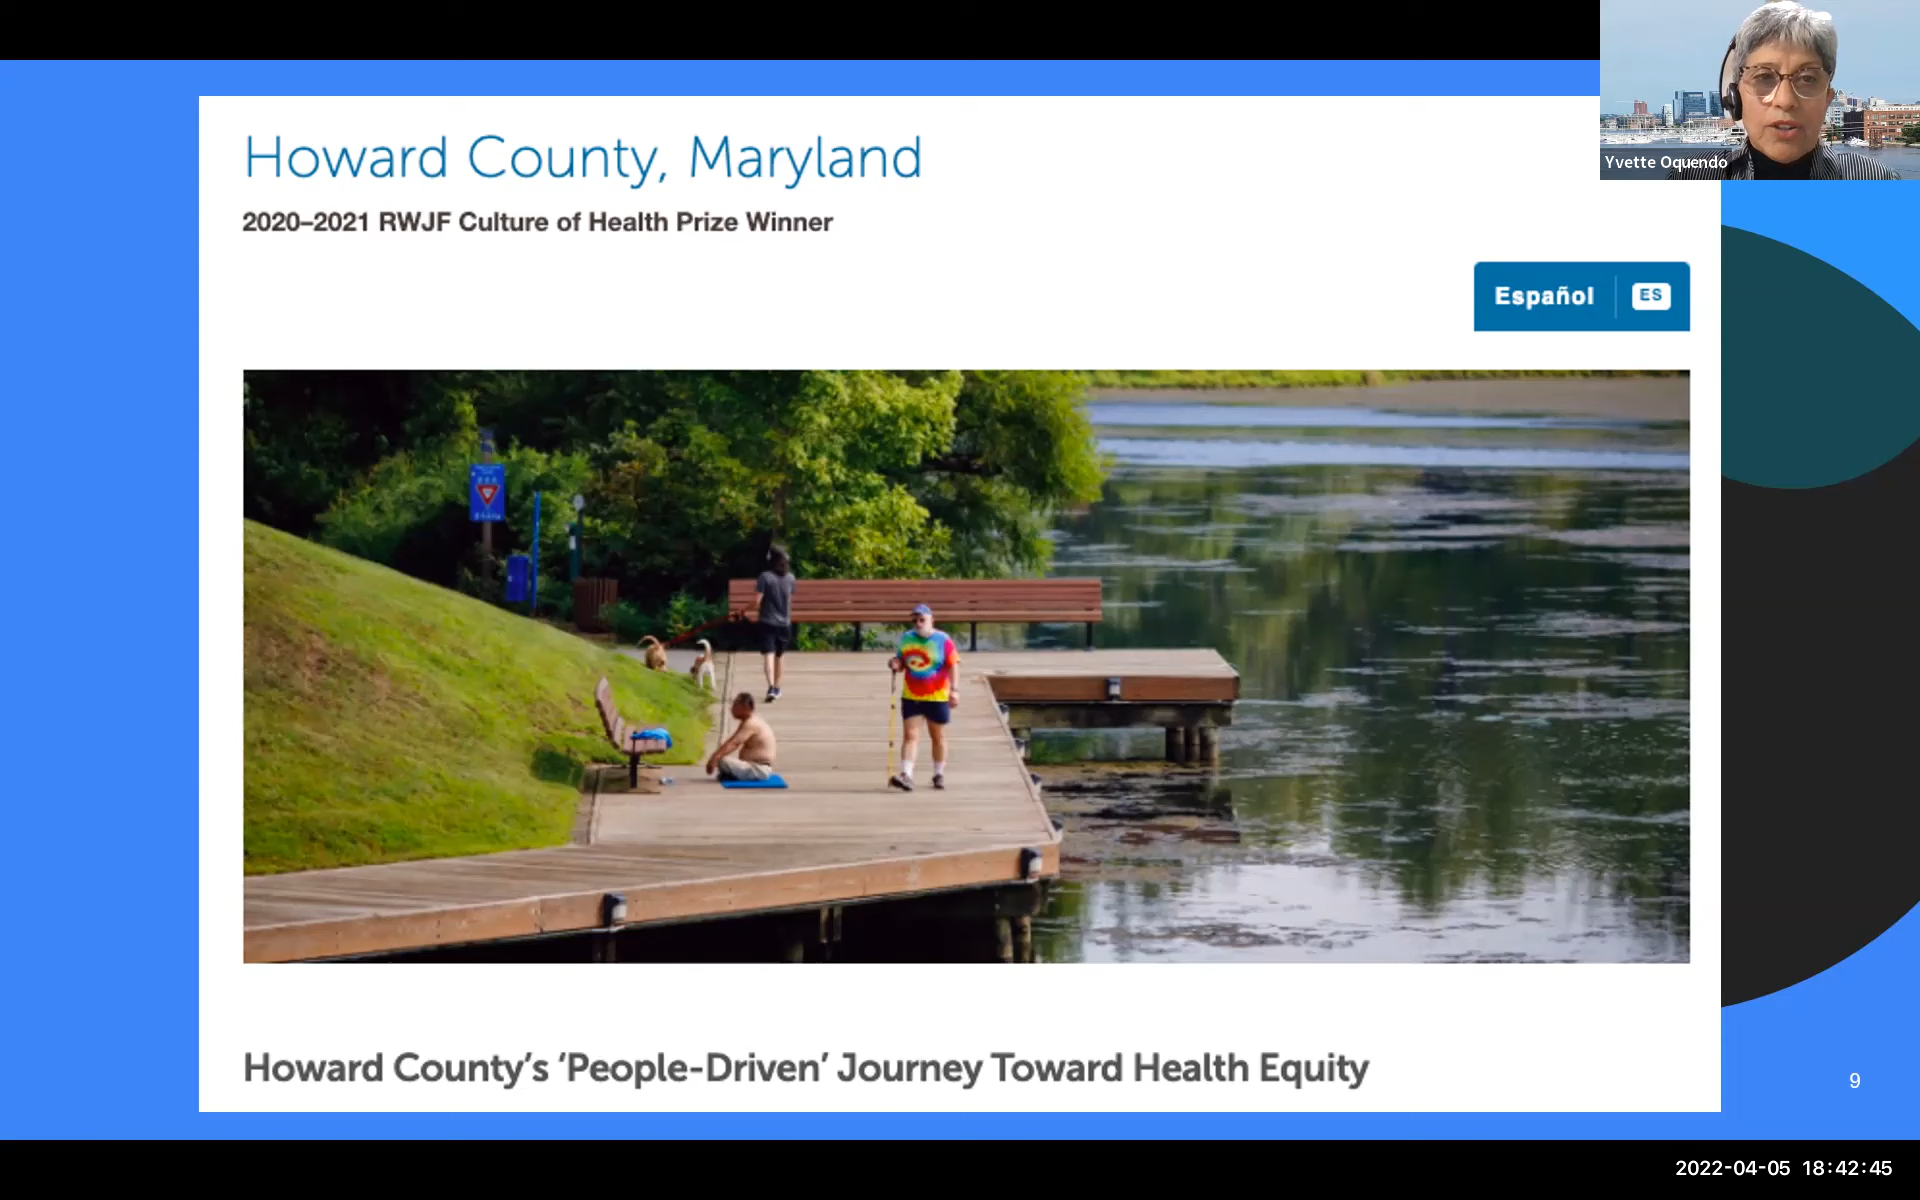 Yvette Oquendo
Howard County, Maryland
2020–2021 RWJF Culture of Health Prize Winner
Español ES
Howard County’s ‘People-Driven’ Journey Toward Health Equity
9
2022-04-05 18:42:45